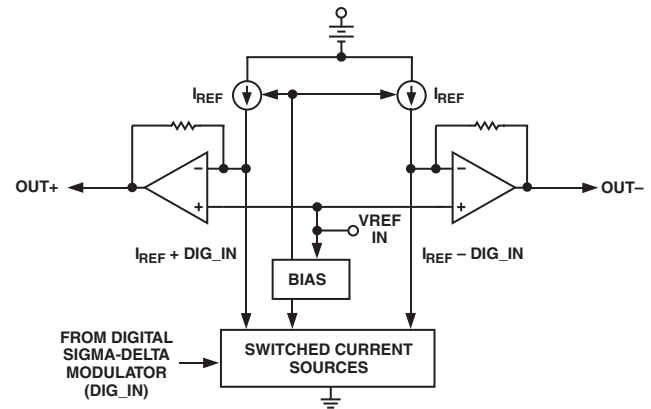 IREF
IREF
−
−
OUT+
OUT–
+
+
VREF
IN
IREF + DIG_IN
IREF – DIG_IN
BIAS
FROM DIGITAL
SIGMA-DELTA
MODULATOR
(DIG_IN)
SWITCHED CURRENT
SOURCES